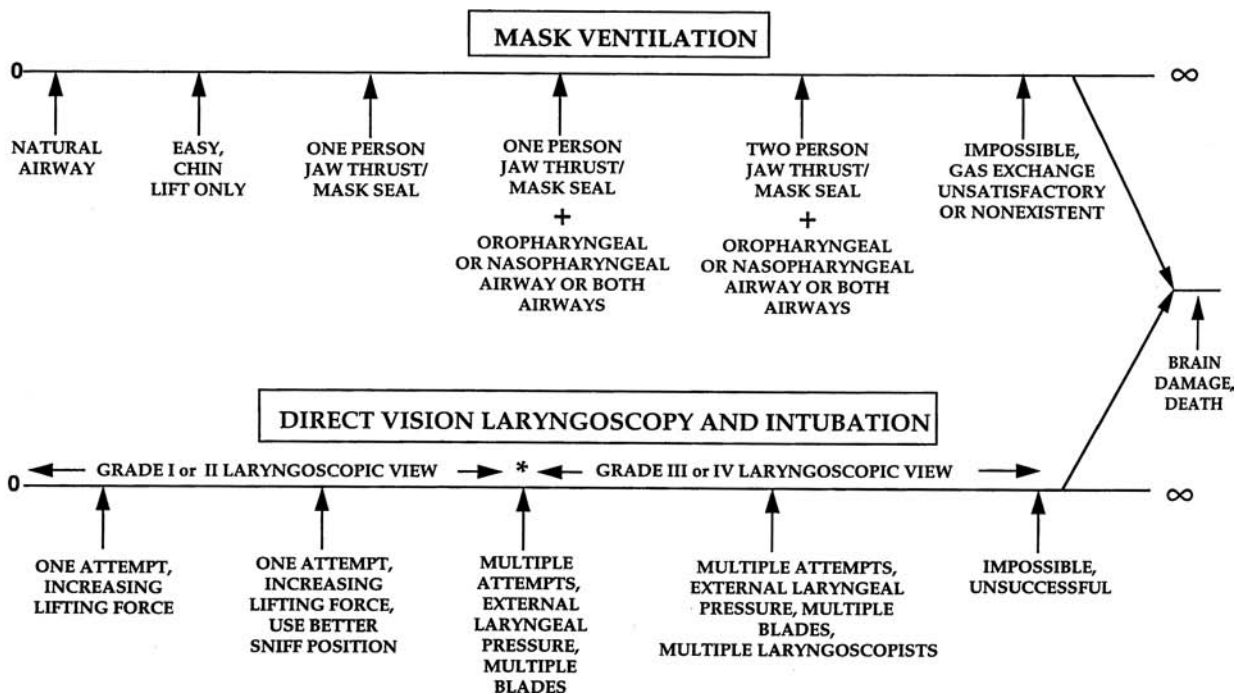 MASK VENTILATION
0
∞
NATURAL
AIRWAY
EASY,
CHIN
LIFT ONLY
ONE PERSON
JAW THRUST/
MASK SEAL
ONE PERSON
JAW THRUST/
MASK SEAL
+
OROPHARYNGEAL
OR NASOPHARYNGEAL
AIRWAY OR BOTH
AIRWAYS
TWO PERSON
JAW THRUST/
MASK SEAL
+
OROPHARYNGEAL
OR NASOPHARYNGEAL
AIRWAY OR BOTH
AIRWAYS
IMPOSSIBLE,
GAS EXCHANGE
UNSATISFACTORY
OR NONEXISTENT
BRAIN
DAMAGE,
DEATH
DIRECT VISION LARYNGOSCOPY AND INTUBATION
GRADE I or II LARYNGOSCOPIC VIEW
*
GRADE III or IV LARYNGOSCOPIC VIEW
0
∞
ONE ATTEMPT,
INCREASING
LIFTING FORCE
ONE ATTEMPT,
INCREASING
LIFTING FORCE,
USE BETTER
SNIFF POSITION
MULTIPLE
ATTEMPTS,
EXTERNAL
LARYNGEAL
PRESSURE,
MULTIPLE
BLADES
MULTIPLE ATTEMPTS,
EXTERNAL LARYNGEAL
PRESSURE, MULTIPLE
BLADES,
MULTIPLE LARYNGOSCOPISTS
IMPOSSIBLE,
UNSUCCESSFUL